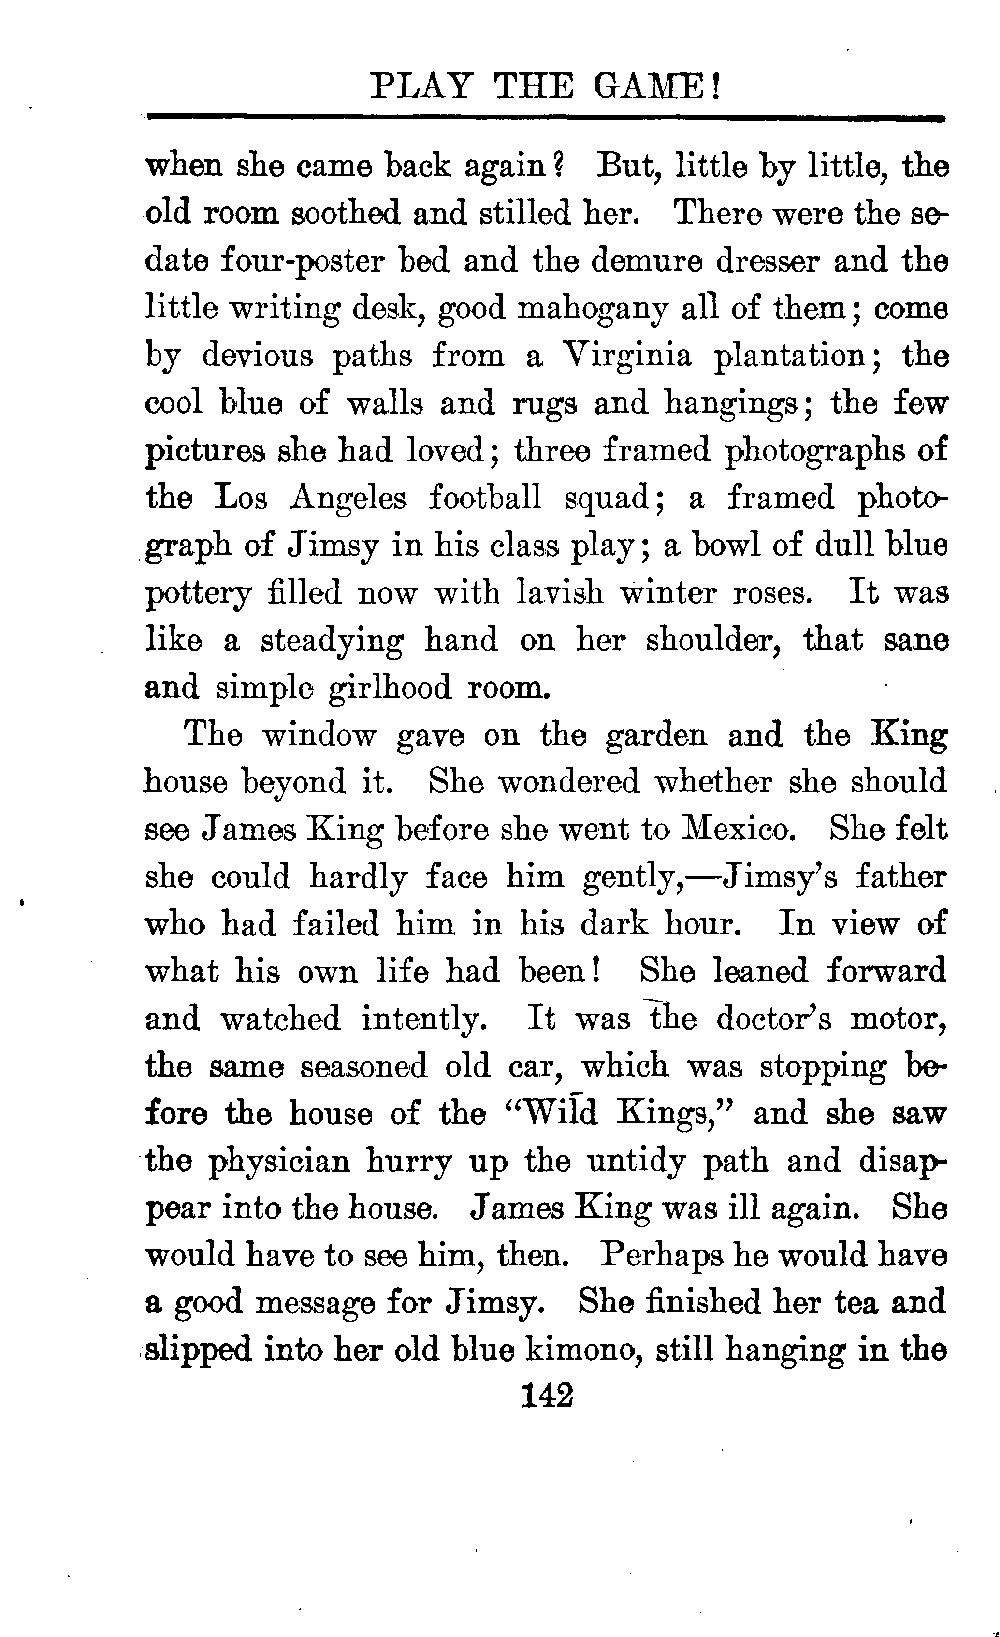 PLAY THE GAME!
when she came back again? But, little by little, the
old room soothed and stilled her. There were the se-
date four-poster bed and the demure dresser and the
little writing desk, good mahogany all of them; come
by devious paths from a Virginia plantation; the
cool blue of walls and rugs and hangings; the few
pictures she had loved; three framed photographs of
the Los Angeles football squad; a framed photo-
graph of Jimsy in his class play; a bowl of dull blue
pottery filled now with lavish winter roses. It was
like a steadying hand on her shoulder, that sane
and simple girlhood room.
The window gave on the garden and the King
house beyond it. She wondered whether she should
see James King before she went to Mexico. She felt
she could hardly face him gently,—Jimsy's father
who had failed him in his dark hour. In view of
what his own life had been! She leaned forward
and watched intently. It was the doctor's motor,
the same seasoned old car, which was stopping be-
fore the house of the "Wild Kings," and she saw
the physician hurry up the untidy path and disap-
pear into the house. James King was ill again. She
would have to see him, then. Perhaps he would have
a good message for Jimsy. She finished her tea and
slipped into her old blue kimono, still hanging in the
142